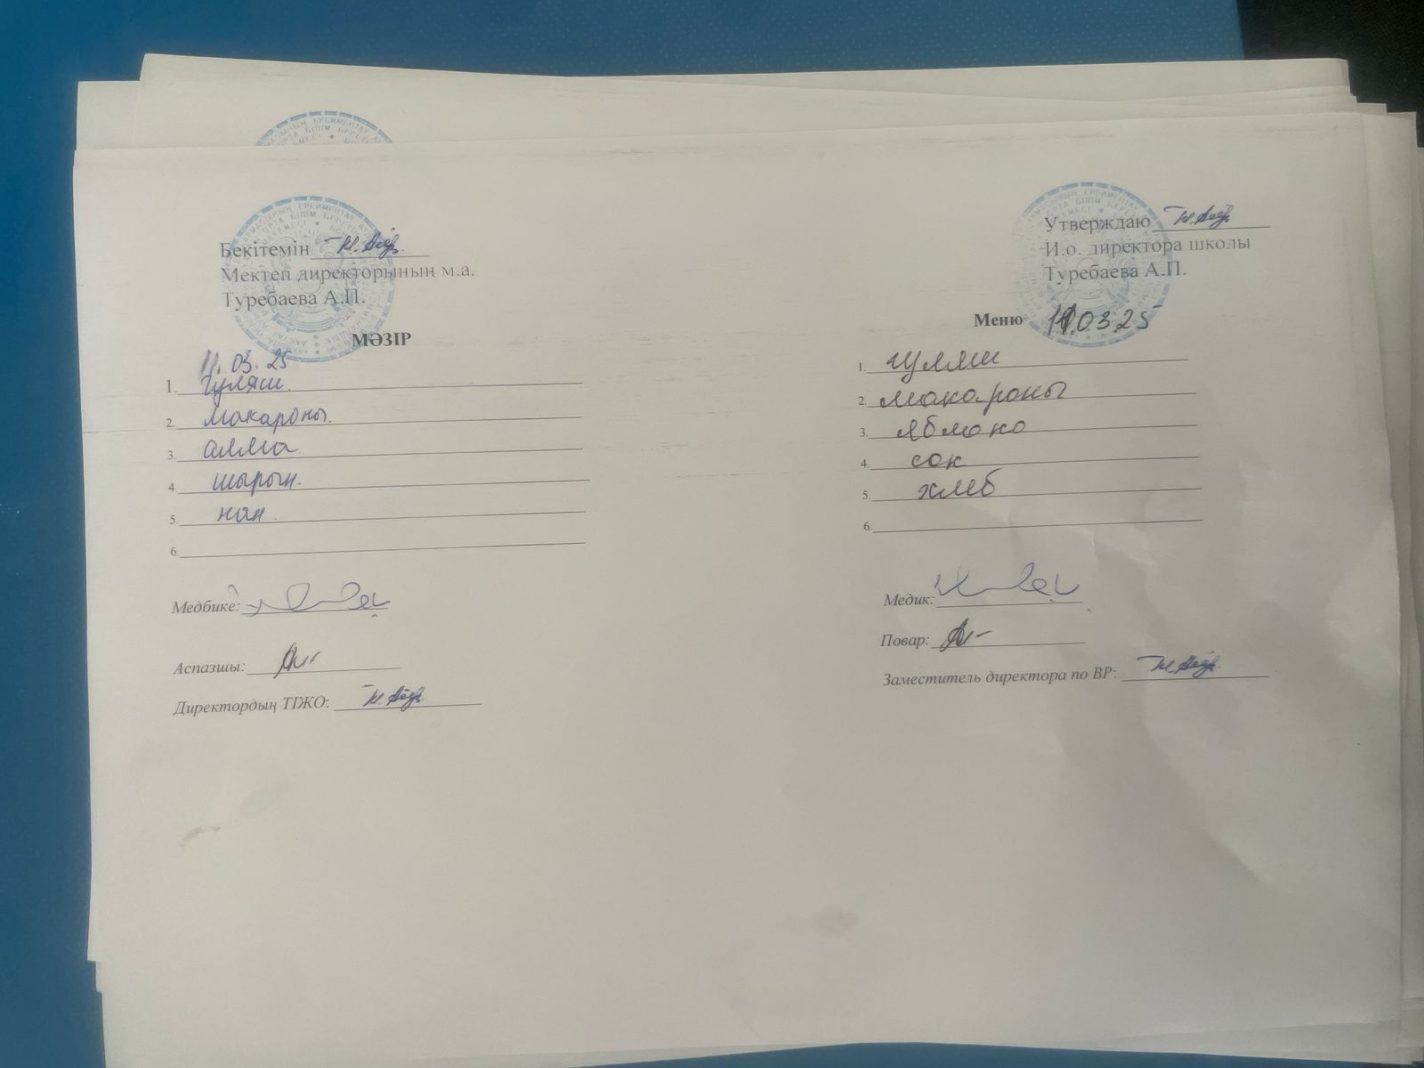 Бекітемін
Мектеп директорының м.а.
Туребаева А.П.
МӘЗІР
11.03.25
1. гуляш.
2. макароны.
3. алма
4. шырын.
5. нан.
6.
Медбике:
Аспазшы:
Директордың ТІЖО:
Утверждаю
И.о. директора школы
Туребаева А.П.
Меню 11.03.25
1. гуляш
2. макароны
3. яблоко
4. сок
5. хлеб
6.
Медик:
Повар:
Заместитель директора по ВР: